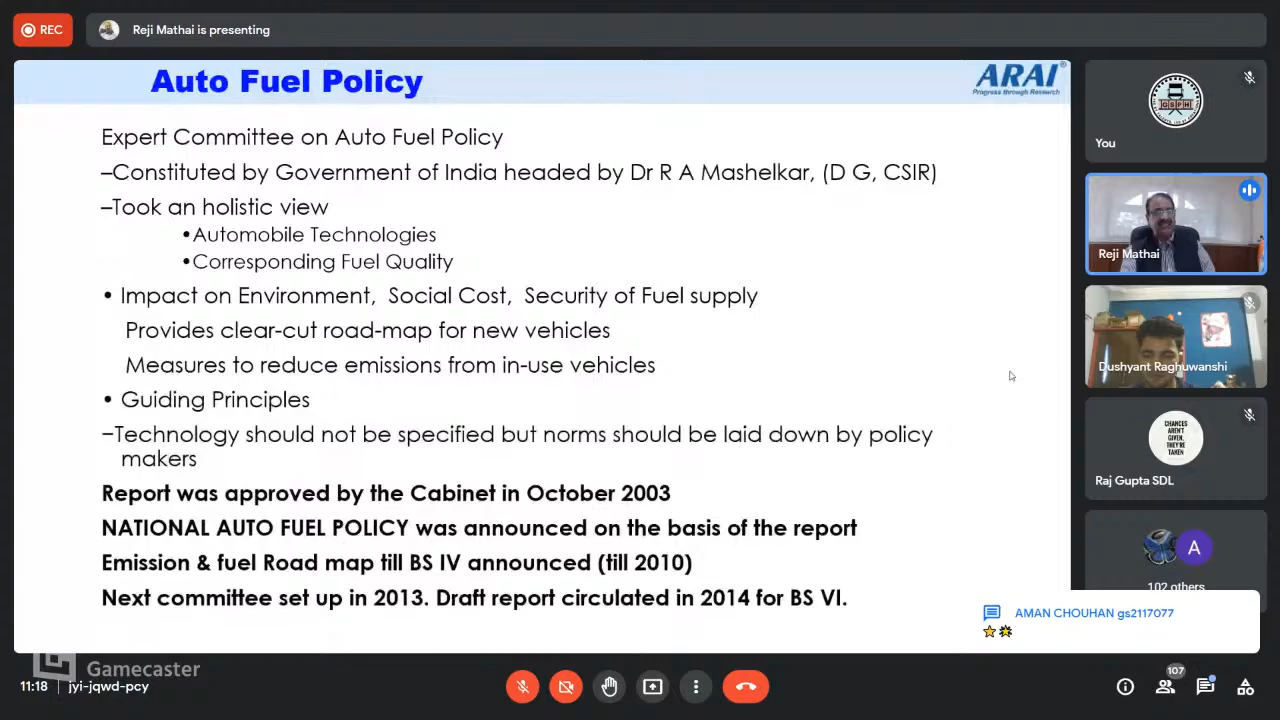 REC
Reji Mathai is presenting
Auto Fuel Policy
ARAI
®
Progress through Research
Expert Committee on Auto Fuel Policy
–Constituted by Government of India headed by Dr R A Mashelkar, (D G, CSIR)
–Took an holistic view
•Automobile Technologies
•Corresponding Fuel Quality
• Impact on Environment, Social Cost, Security of Fuel supply
Provides clear-cut road-map for new vehicles
Measures to reduce emissions from in-use vehicles
• Guiding Principles
–Technology should not be specified but norms should be laid down by policy
makers
Report was approved by the Cabinet in October 2003
NATIONAL AUTO FUEL POLICY was announced on the basis of the report
Emission & fuel Road map till BS IV announced (till 2010)
Next committee set up in 2013. Draft report circulated in 2014 for BS VI.
GSPH
You
Reji Mathai
Dushyant Raghuwanshi
CHANCES
AREN'T
GIVEN,
THEY'RE
TAKEN
Raj Gupta SDL
A
102 others
AMAN CHOUHAN gs2117077
Gamecaster
11:18 | jyi-jqwd-pcy
107